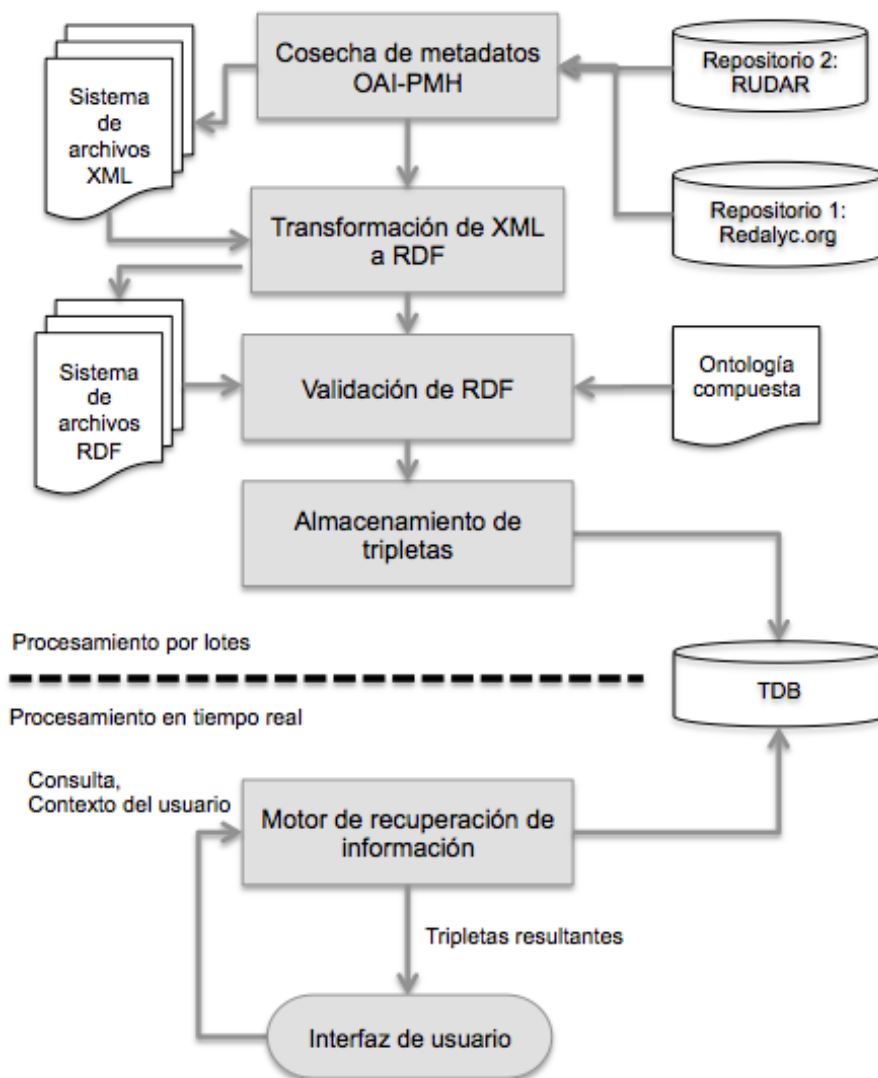 Cosecha de metadatos
OAI-PMH
Repositorio 2:
RUDAR
Sistema
de
archivos
XML
Repositorio 1:
Redalyc.org
Transformación de XML
a RDF
Sistema
de
archivos
RDF
Validación de RDF
Ontología
compuesta
Almacenamiento de
tripletas
Procesamiento por lotes
TDB
Procesamiento en tiempo real
Consulta,
Contexto del usuario
Motor de recuperación de
información
Tripletas resultantes
Interfaz de usuario